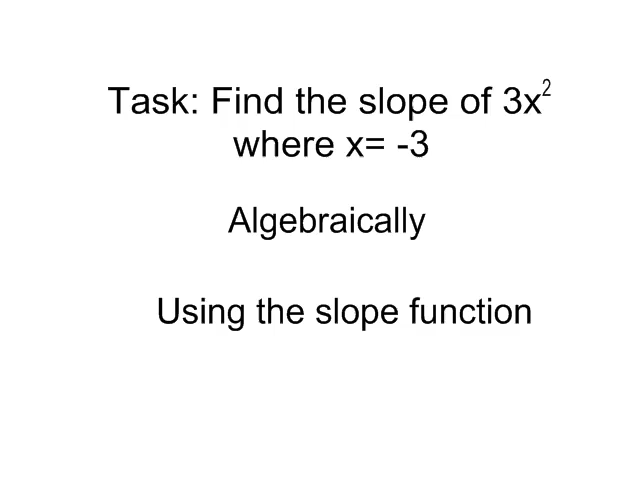 Task: Find the slope of 3x²
where x= -3
Algebraically
Using the slope function